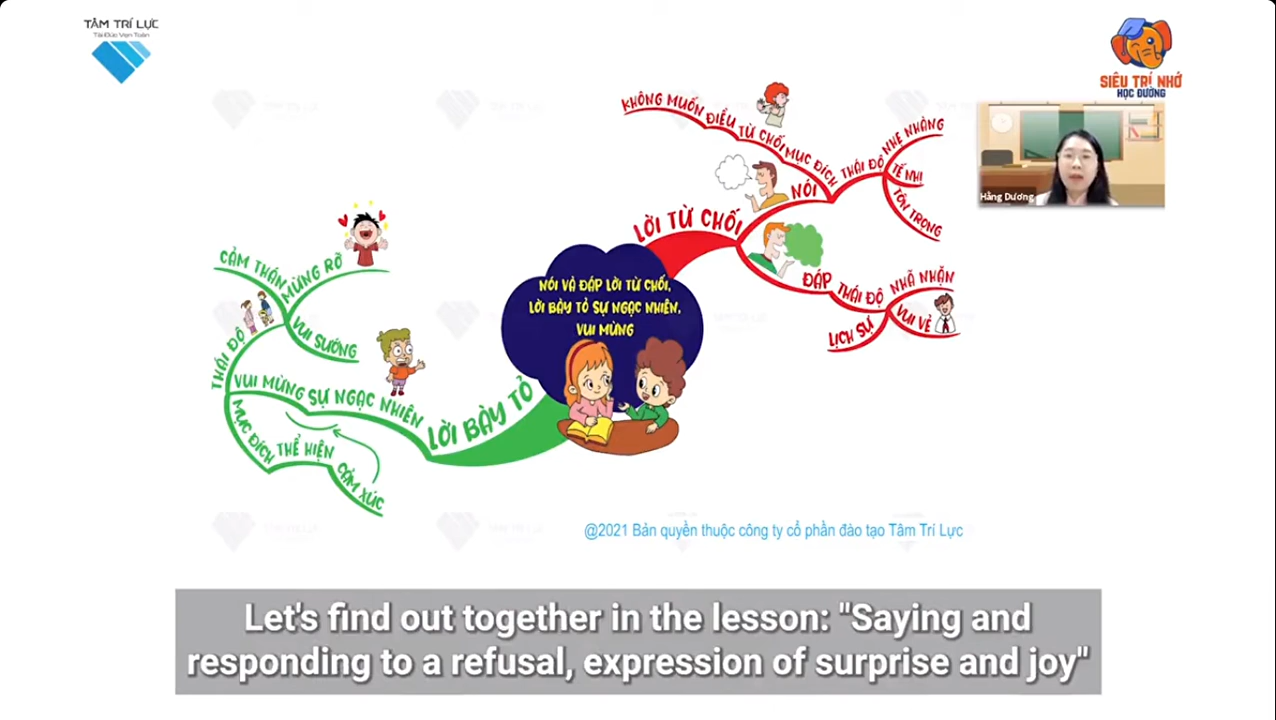 TÂM TRÍ LỰC
Tài Đức Vẹn Toàn
SIÊU TRÍ NHỚ
HỌC ĐƯỜNG
Hằng Dương
NÓI VÀ ĐÁP LỜI TỪ CHỐI,
LỜI BÀY TỎ SỰ NGẠC NHIÊN,
VUI MỪNG
LỜI TỪ CHỐI
NÓI
MỤC ĐÍCH
TỪ CHỐI
ĐIỀU
KHÔNG MUỐN
THÁI ĐỘ
NHẸ NHÀNG
TẾ NHỊ
TÔN TRỌNG
ĐÁP
THÁI ĐỘ
NHÃ NHẶN
VUI VẺ
LỊCH SỰ
LỜI BÀY TỎ
SỰ NGẠC NHIÊN
VUI MỪNG
THÁI ĐỘ
CẢM THÁN
MỪNG RỠ
VUI SƯỚNG
MỤC ĐÍCH
THỂ HIỆN
CẢM XÚC
@2021 Bản quyền thuộc công ty cổ phần đào tạo Tâm Trí Lực
Let's find out together in the lesson: "Saying and
responding to a refusal, expression of surprise and joy"